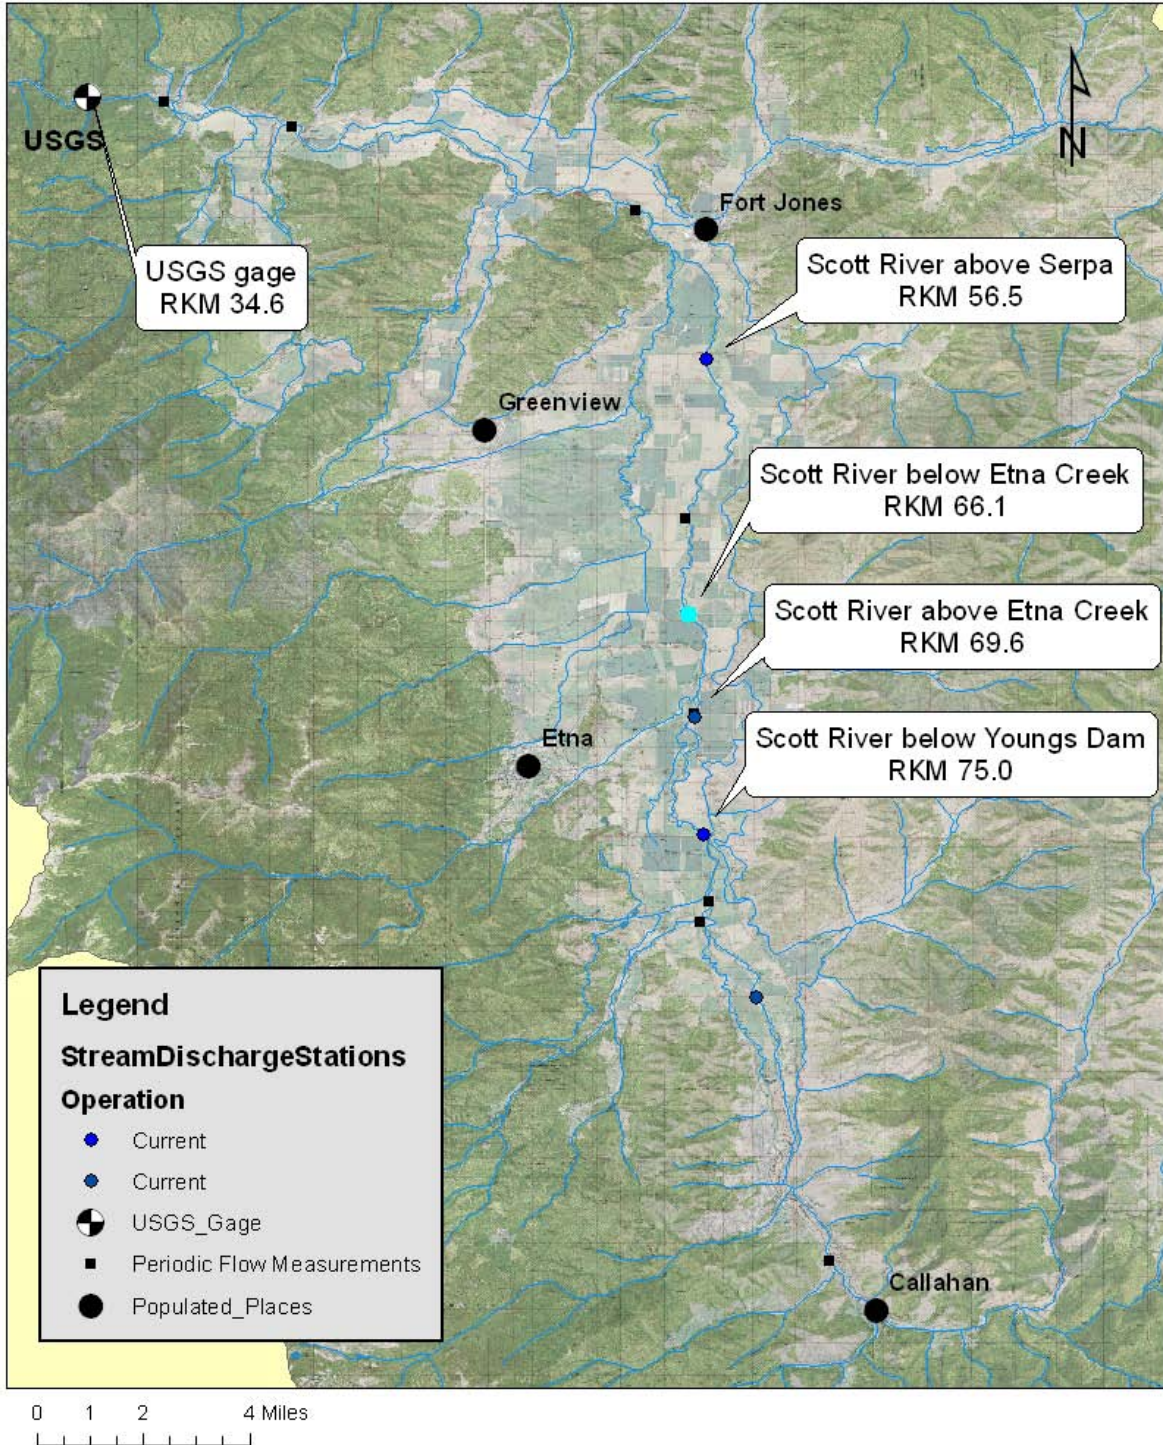 N
USGS
Fort Jones
USGS gage
RKM 34.6
Scott River above Serpa
RKM 56.5
Greenview
Scott River below Etna Creek
RKM 66.1
Scott River above Etna Creek
RKM 69.6
Etna
Scott River below Youngs Dam
RKM 75.0
Legend
StreamDischargeStations
Operation
Current
Current
USGS_Gage
Periodic Flow Measurements
Populated_Places
Callahan
0 1 2 4 Miles